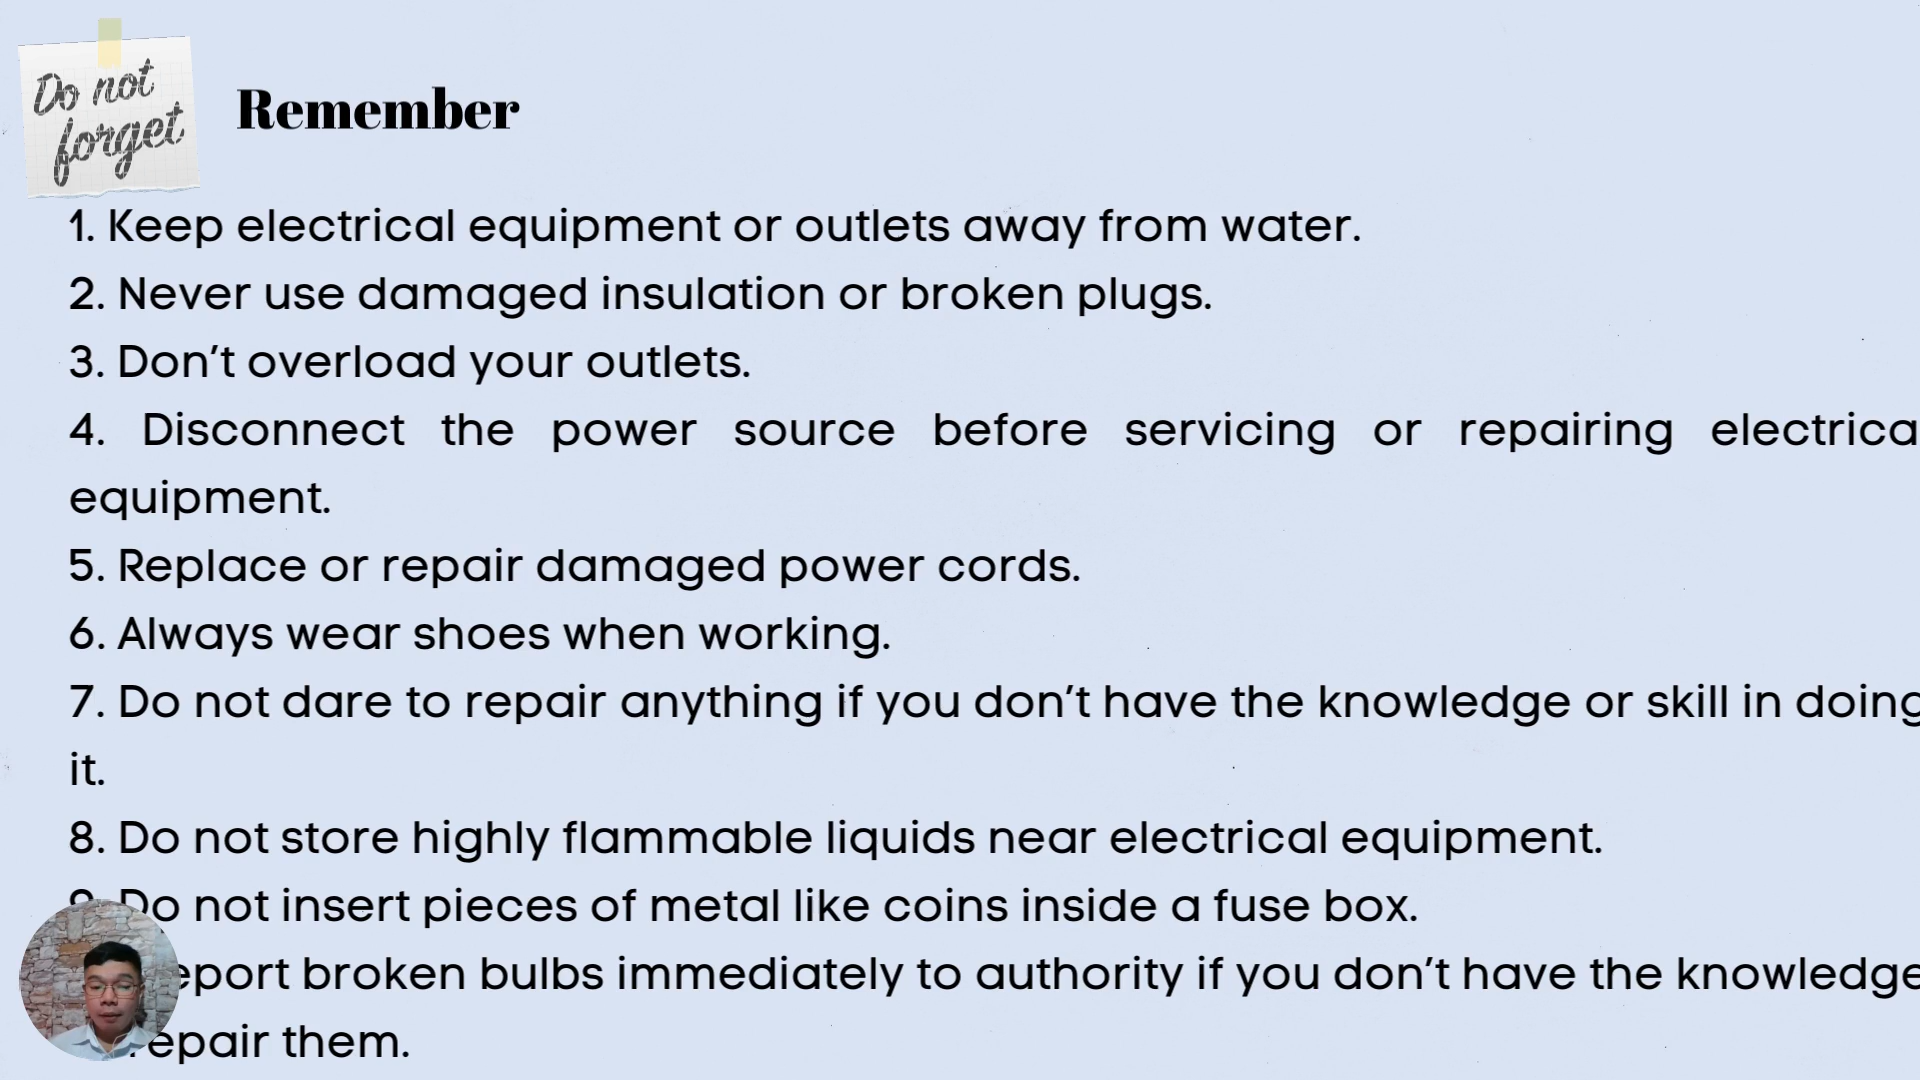 Do not
forget
Remember
1. Keep electrical equipment or outlets away from water.
2. Never use damaged insulation or broken plugs.
3. Don't overload your outlets.
4. Disconnect the power source before servicing or repairing electrica
equipment.
5. Replace or repair damaged power cords.
6. Always wear shoes when working.
7. Do not dare to repair anything if you don't have the knowledge or skill in doing
it.
8. Do not store highly flammable liquids near electrical equipment.
9. Do not insert pieces of metal like coins inside a fuse box.
eport broken bulbs immediately to authority if you don't have the knowledge
repair them.